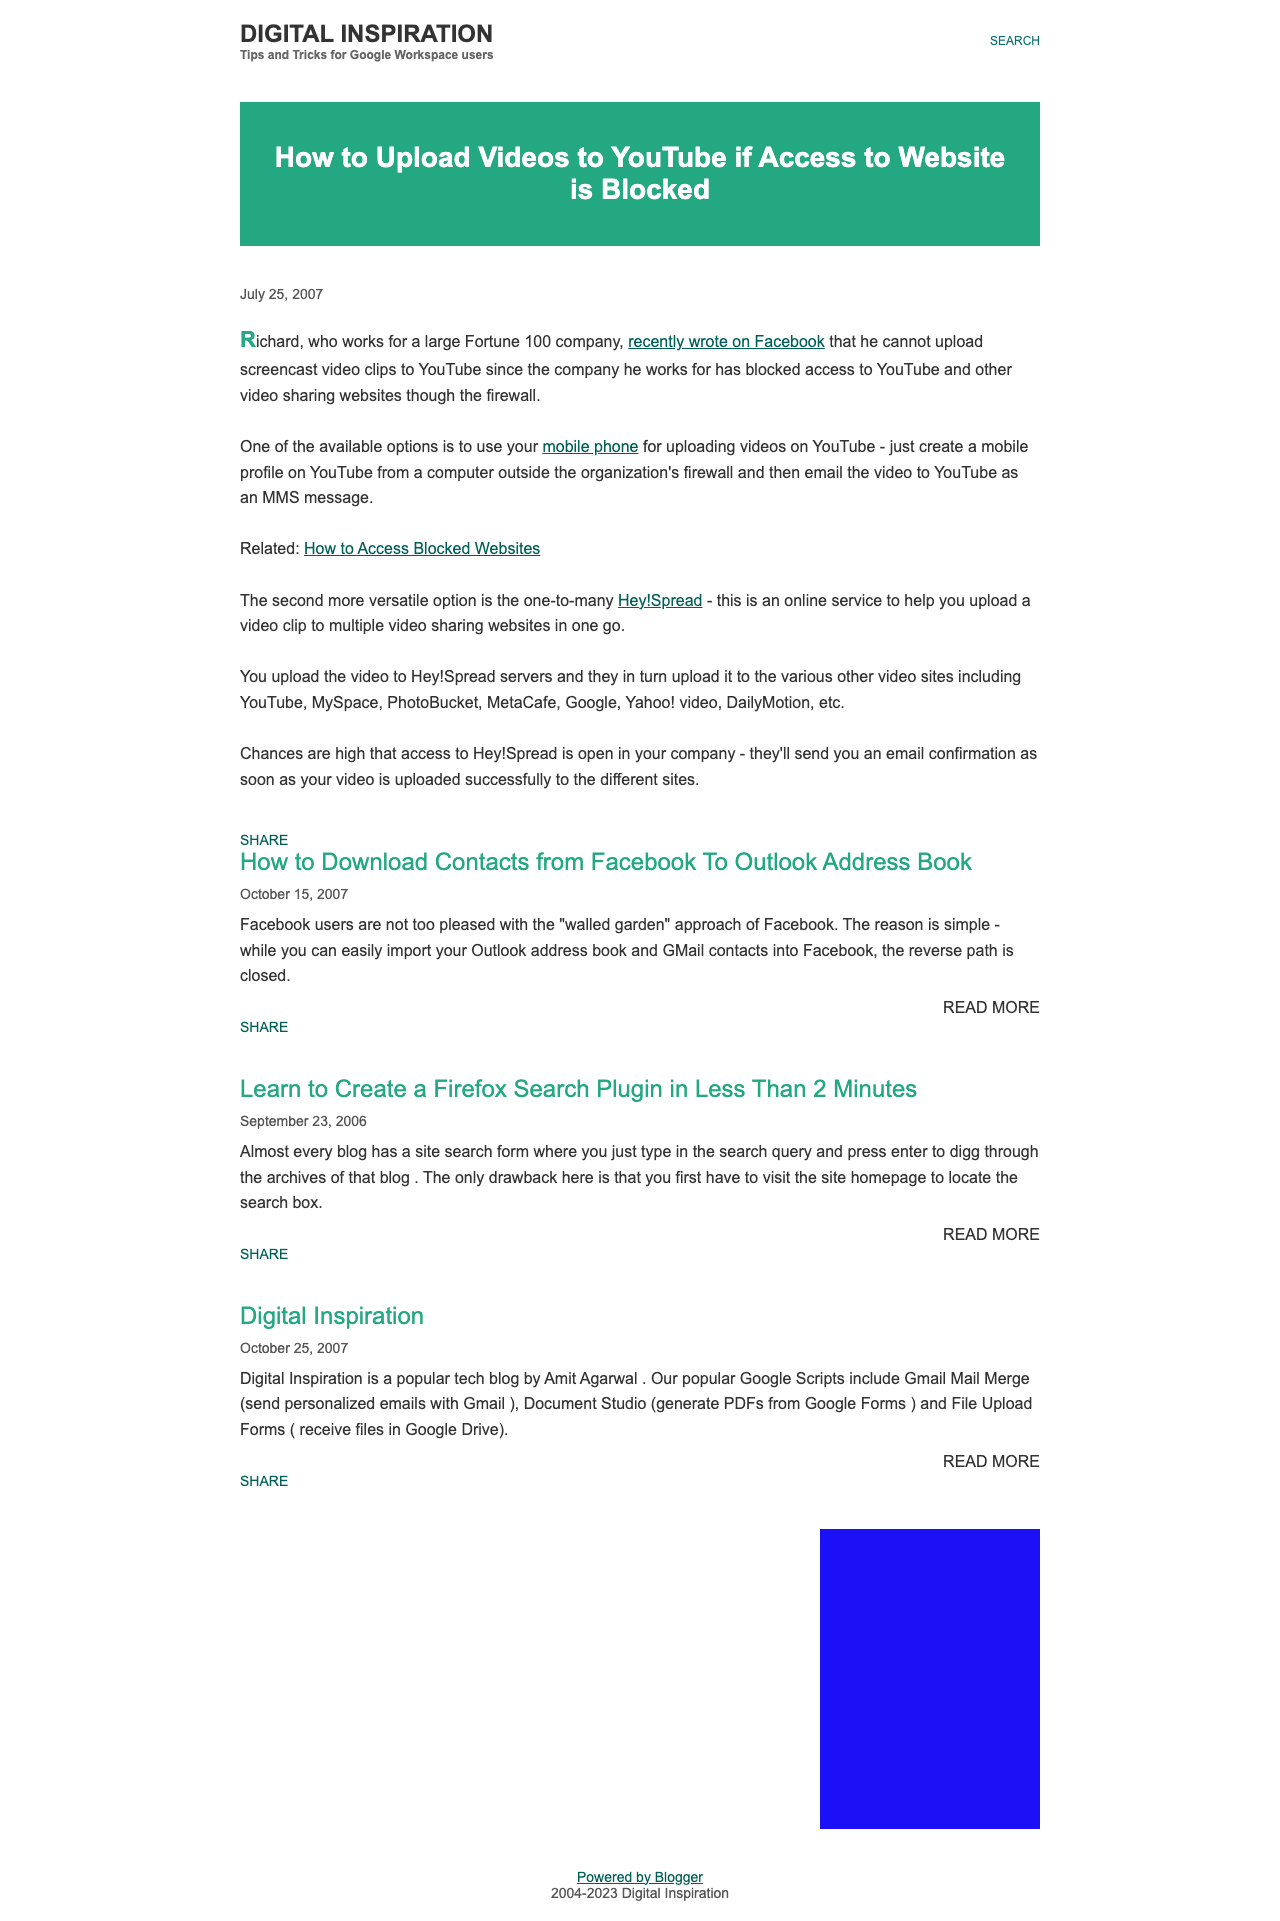 DIGITAL INSPIRATION
Tips and Tricks for Google Workspace users
SEARCH
How to Upload Videos to YouTube if Access to Website
is Blocked
July 25, 2007
Richard, who works for a large Fortune 100 company, recently wrote on Facebook that he cannot upload
screencast video clips to YouTube since the company he works for has blocked access to YouTube and other
video sharing websites though the firewall.
One of the available options is to use your mobile phone for uploading videos on YouTube - just create a mobile
profile on YouTube from a computer outside the organization's firewall and then email the video to YouTube as
an MMS message.
Related: How to Access Blocked Websites
The second more versatile option is the one-to-many Hey!Spread - this is an online service to help you upload a
video clip to multiple video sharing websites in one go.
You upload the video to Hey!Spread servers and they in turn upload it to the various other video sites including
YouTube, MySpace, PhotoBucket, MetaCafe, Google, Yahoo! video, DailyMotion, etc.
Chances are high that access to Hey!Spread is open in your company - they'll send you an email confirmation as
soon as your video is uploaded successfully to the different sites.
SHARE
How to Download Contacts from Facebook To Outlook Address Book
October 15, 2007
Facebook users are not too pleased with the "walled garden" approach of Facebook. The reason is simple -
while you can easily import your Outlook address book and GMail contacts into Facebook, the reverse path is
closed.
READ MORE
SHARE
Learn to Create a Firefox Search Plugin in Less Than 2 Minutes
September 23, 2006
Almost every blog has a site search form where you just type in the search query and press enter to digg through
the archives of that blog . The only drawback here is that you first have to visit the site homepage to locate the
search box.
READ MORE
SHARE
Digital Inspiration
October 25, 2007
Digital Inspiration is a popular tech blog by Amit Agarwal . Our popular Google Scripts include Gmail Mail Merge
(send personalized emails with Gmail ), Document Studio (generate PDFs from Google Forms ) and File Upload
Forms ( receive files in Google Drive).
READ MORE
SHARE
Powered by Blogger
2004-2023 Digital Inspiration